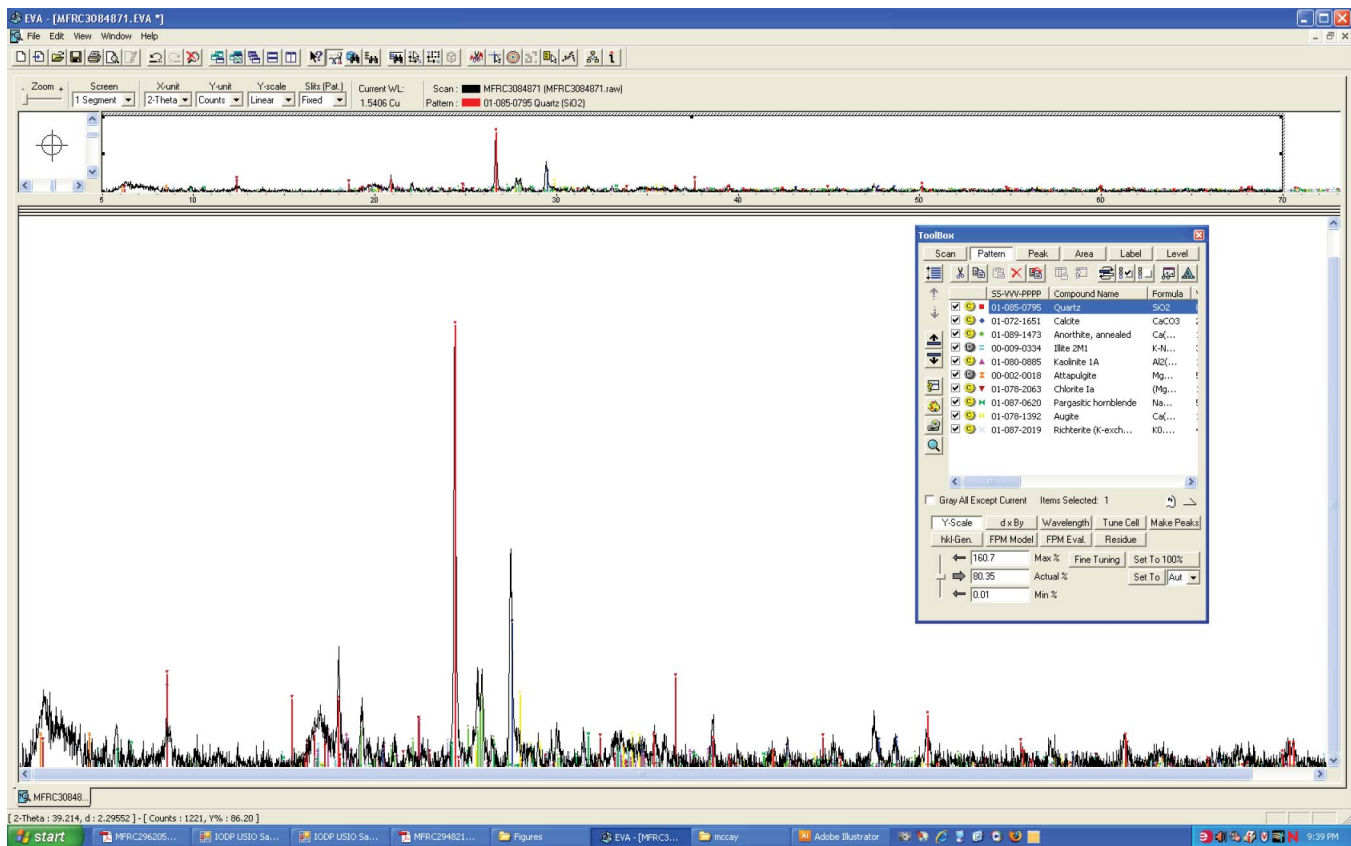 EVA - [MFRC3084871.EVA *]
File Edit View Window Help
- Zoom +
Screen
X-unit
Y-unit
Y-scale
Slits (Pat.)
Current WL:
Scan : MFRC3084871 (MFRC3084871.raw)
1 Segment
2-Theta
Counts
Linear
Fixed
1.5406 Cu
Pattern : 01-085-0795 Quartz (SiO2)
5 10 20 30 40 50 60 70
ToolBox
Scan Pattern Peak Area Label Level
SS-VVV-PPPP Compound Name Formula
01-085-0795 Quartz SiO2
01-072-1651 Calcite CaCO3
01-089-1473 Anorthite, annealed Ca(...
00-009-0334 Illite 2M1 K-N...
01-080-0885 Kaolinite 1A Al2(...
00-002-0018 Attapulgite Mg...
01-078-2063 Chlorite Ia (Mg...
01-087-0620 Pargasitic hornblende Na...
01-078-1392 Augite Ca(...
01-087-2019 Richterite (K-exch... K0....
Gray All Except Current Items Selected: 1
Y-Scale d x By Wavelength Tune Cell Make Peaks
hkl-Gen. FPM Model FPM Eval. Residue
160.7 Max % Fine Tuning Set To 100%
80.35 Actual % Set To Aut
0.01 Min %
MFRC30848...
[ 2-Theta : 39.214, d : 2.29552 ] - [ Counts : 1221, Y% : 86.20 ]
start MFRC296205... IODP USIO Sa... IODP USIO Sa... MFRC294821... Figures EVA - [MFRC3... mccay Adobe Illustrator 9:39 PM